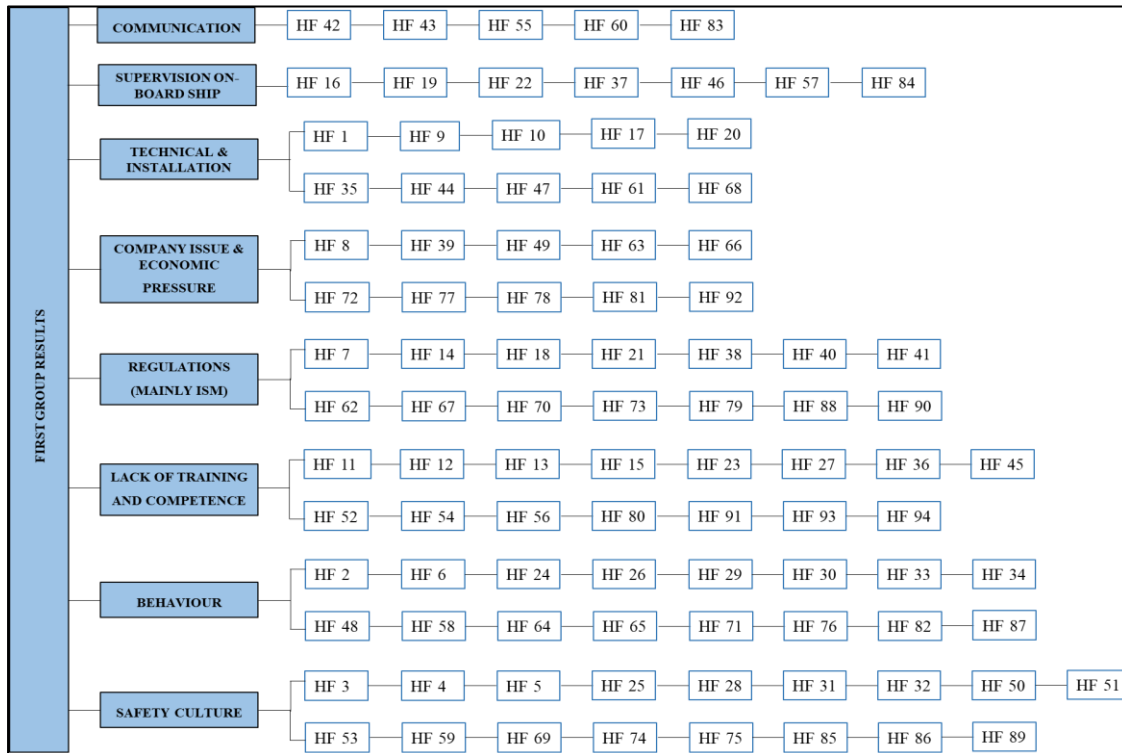 FIRST GROUP RESULTS
COMMUNICATION
HF 42 HF 43 HF 55 HF 60 HF 83
SUPERVISION ON-
BOARD SHIP
HF 16 HF 19 HF 22 HF 37 HF 46 HF 57 HF 84
TECHNICAL &
INSTALLATION
HF 1 HF 9 HF 10 HF 17 HF 20
HF 35 HF 44 HF 47 HF 61 HF 68
COMPANY ISSUE &
ECONOMIC
PRESSURE
HF 8 HF 39 HF 49 HF 63 HF 66
HF 72 HF 77 HF 78 HF 81 HF 92
REGULATIONS
(MAINLY ISM)
HF 7 HF 14 HF 18 HF 21 HF 38 HF 40 HF 41
HF 62 HF 67 HF 70 HF 73 HF 79 HF 88 HF 90
LACK OF TRAINING
AND COMPETENCE
HF 11 HF 12 HF 13 HF 15 HF 23 HF 27 HF 36 HF 45
HF 52 HF 54 HF 56 HF 80 HF 91 HF 93 HF 94
BEHAVIOUR
HF 2 HF 6 HF 24 HF 26 HF 29 HF 30 HF 33 HF 34
HF 48 HF 58 HF 64 HF 65 HF 71 HF 76 HF 82 HF 87
SAFETY CULTURE
HF 3 HF 4 HF 5 HF 25 HF 28 HF 31 HF 32 HF 50 HF 51
HF 53 HF 59 HF 69 HF 74 HF 75 HF 85 HF 86 HF 89